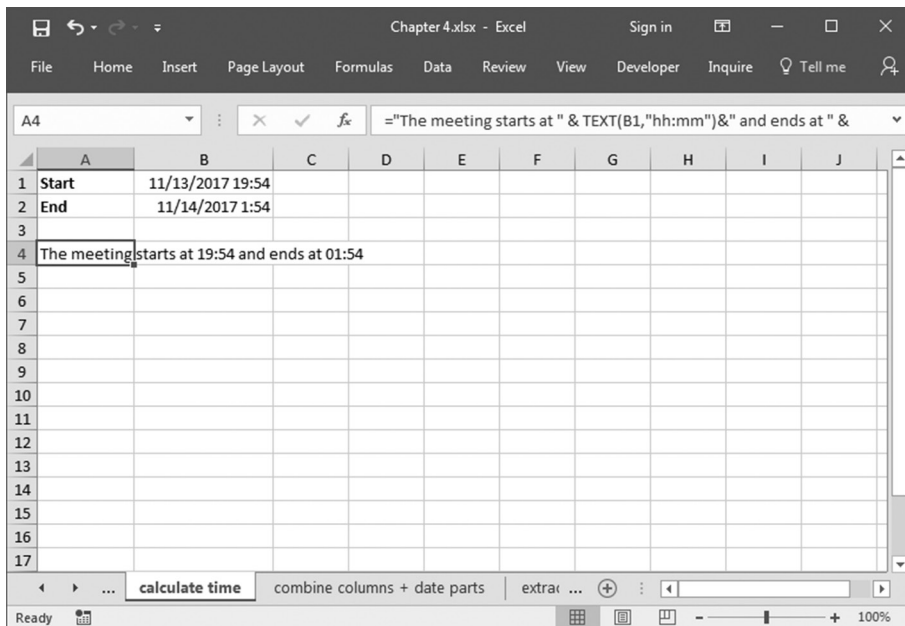 Chapter 4.xlsx - Excel
Sign in
File Home Insert Page Layout Formulas Data Review View Developer Inquire Tell me
A4 fx ="The meeting starts at " & TEXT(B1,"hh:mm")&" and ends at " &
A B C D E F G H I J
1 Start 11/13/2017 19:54
2 End 11/14/2017 1:54
3
4 The meeting starts at 19:54 and ends at 01:54
5
6
7
8
9
10
11
12
13
14
15
16
17
... calculate time combine columns + date parts extrac ...
Ready 100%